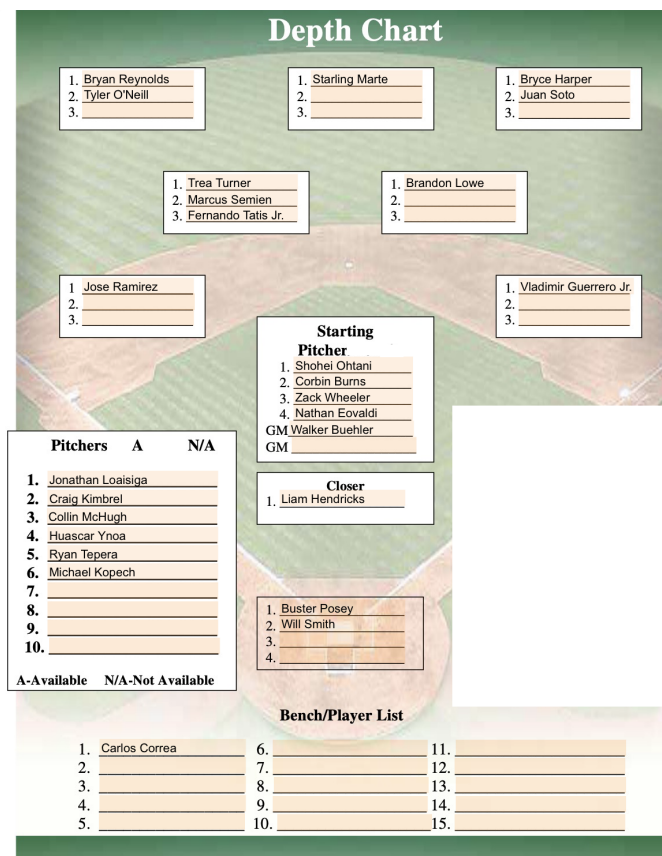 Depth Chart
1. Bryan Reynolds
2. Tyler O'Neill
3.
1. Starling Marte
2.
3.
1. Bryce Harper
2. Juan Soto
3.
1. Trea Turner
2. Marcus Semien
3. Fernando Tatis Jr.
1. Brandon Lowe
2.
3.
1 Jose Ramirez
2.
3.
1. Vladimir Guerrero Jr.
2.
3.
Starting
Pitcher
1. Shohei Ohtani
2. Corbin Burns
3. Zack Wheeler
4. Nathan Eovaldi
GM Walker Buehler
GM
Pitchers A N/A
1. Jonathan Loaisiga
2. Craig Kimbrel
3. Collin McHugh
4. Huascar Ynoa
5. Ryan Tepera
6. Michael Kopech
7.
8.
9.
10.
A-Available N/A-Not Available
Closer
1. Liam Hendricks
1. Buster Posey
2. Will Smith
3.
4.
Bench/Player List
1. Carlos Correa
2.
3.
4.
5.
6.
7.
8.
9.
10.
11.
12.
13.
14.
15.